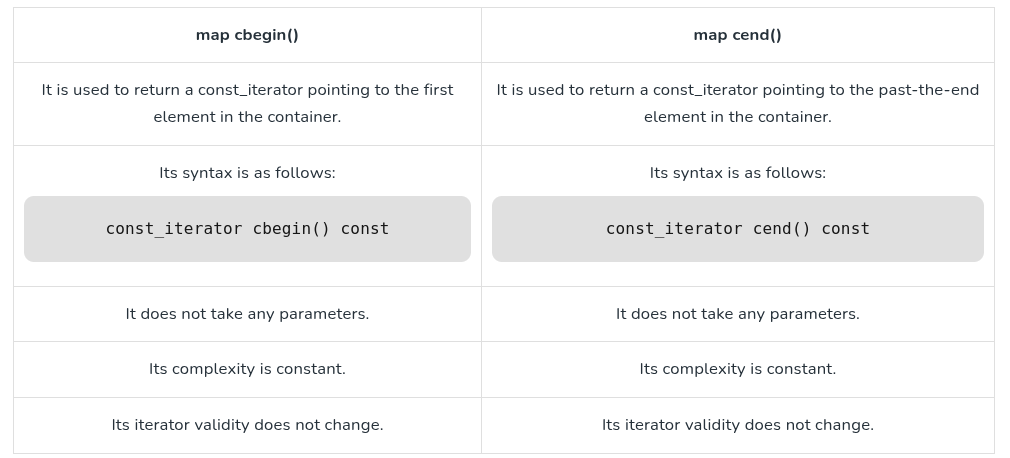 map cbegin()
map cend()
It is used to return a const_iterator pointing to the first
element in the container.
It is used to return a const_iterator pointing to the past-the-end
element in the container.
Its syntax is as follows:
const_iterator cbegin() const
Its syntax is as follows:
const_iterator cend() const
It does not take any parameters.
It does not take any parameters.
Its complexity is constant.
Its complexity is constant.
Its iterator validity does not change.
Its iterator validity does not change.